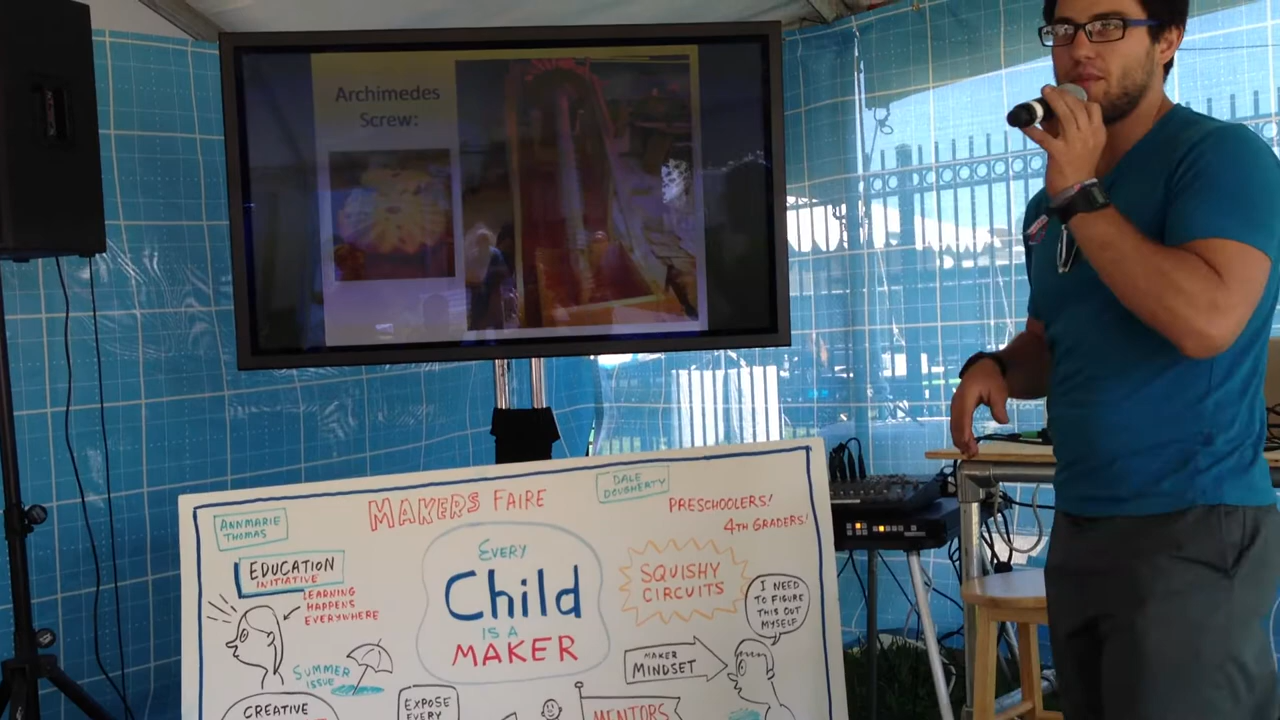 Archimedes
Screw:
MAKERS FAIRE
DALE
DOUGHERTY
ANNMARIE
THOMAS
PRESCHOOLERS!
4TH GRADERS!
EDUCATION
INITIATIVE
LEARNING
HAPPENS
EVERYWHERE
EVERY
Child
IS A
MAKER
SQUISHY
CIRCUITS
I NEED
TO FIGURE
THIS OUT
MYSELF
MAKER
MINDSET
SUMMER
ISSUE
CREATIVE
EXPOSE
EVERY
MENTORS